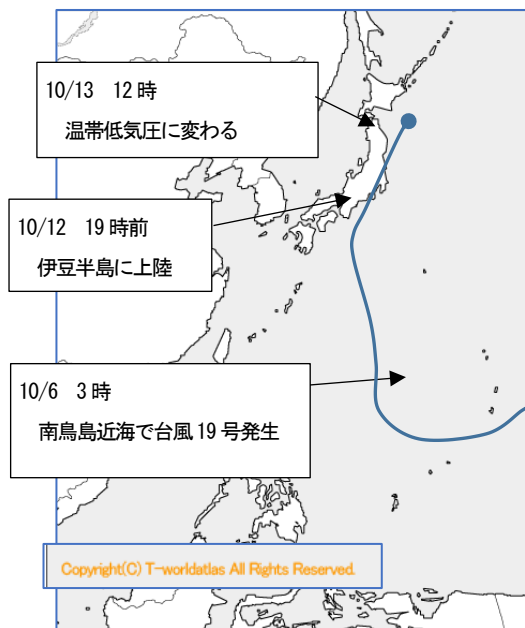 10/13 12時
温帯低気圧に変わる
10/12 19時前
伊豆半島に上陸
10/6 3時
南鳥島近海で台風19号発生
Copyright(C) T-worldatlas All Rights Reserved.